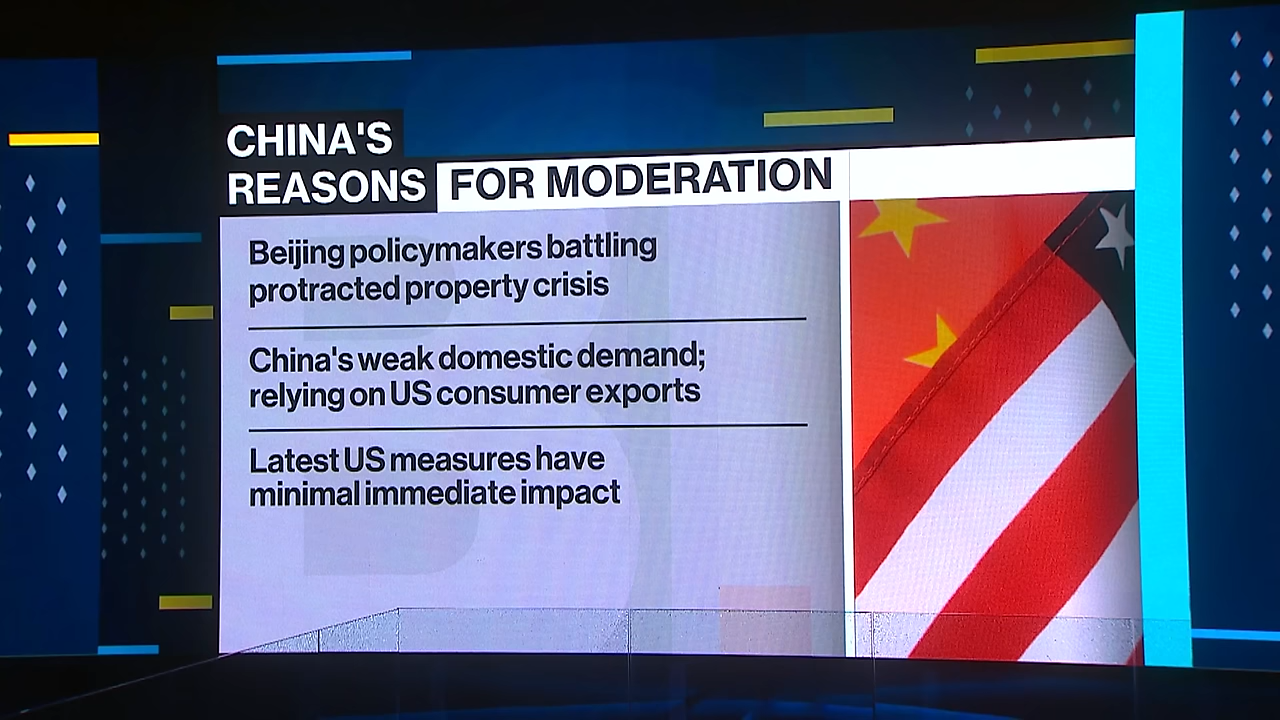 CHINA'S
REASONS FOR MODERATION
Beijing policymakers battling
protracted property crisis
China's weak domestic demand;
relying on US consumer exports
Latest US measures have
minimal immediate impact